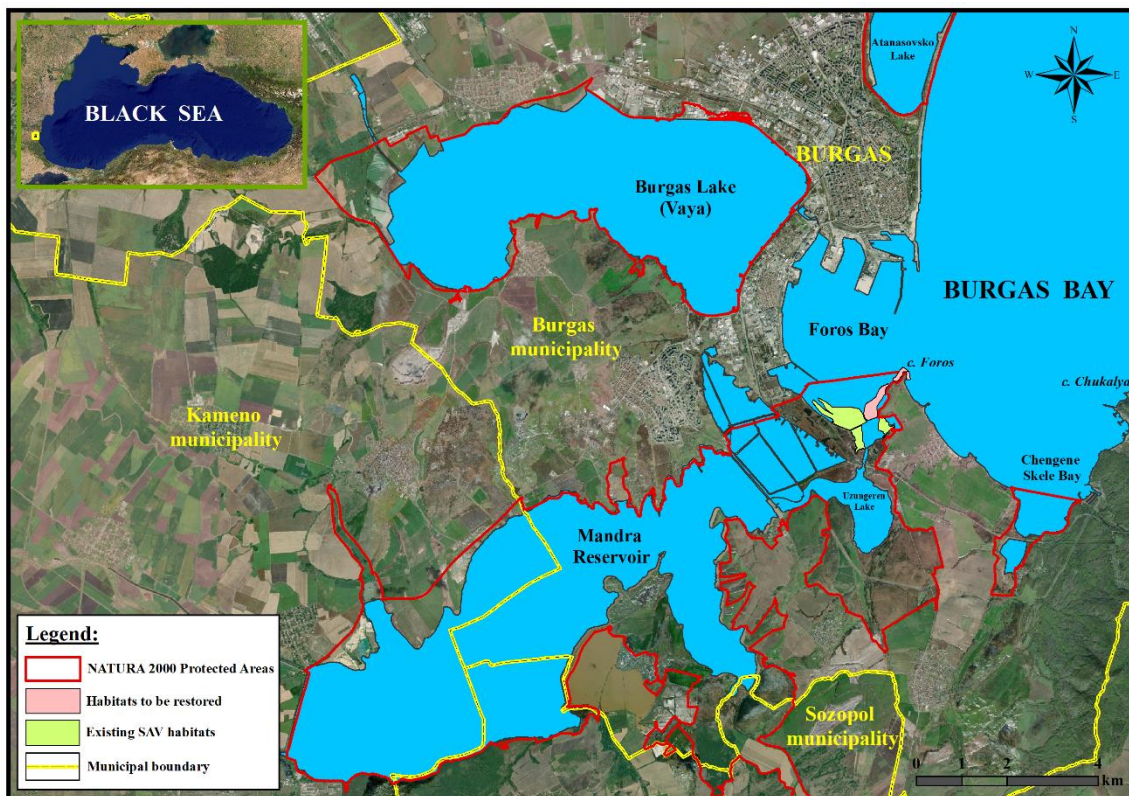 BLACK SEA
Atanasovsko
Lake
N
W
E
S
BURGAS
Burgas Lake
(Vaya)
BURGAS BAY
Foros Bay
Burgas
municipality
c. Foros
c. Chukalya
Kameno
municipality
Chengene
Skele Bay
Uzungeren
Lake
Mandra
Reservoir
Sozopol
municipality
Legend:
NATURA 2000 Protected Areas
Habitats to be restored
Existing SAV habitats
Municipal boundary
0 1 2 4
km